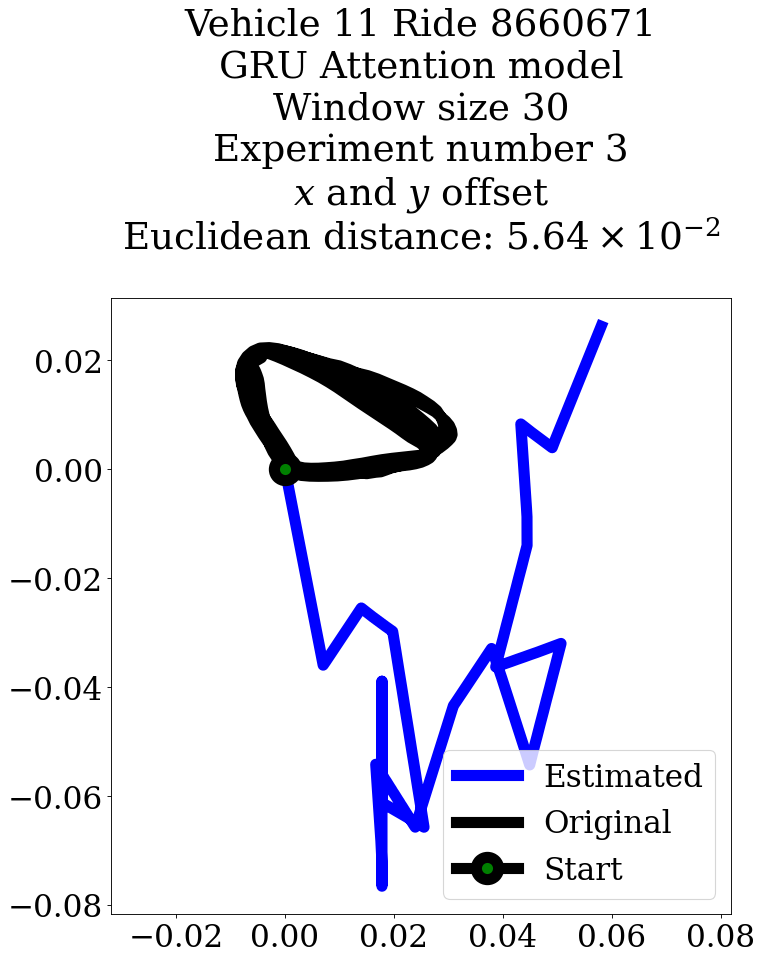 Vehicle 11 Ride 8660671
GRU Attention model
Window size 30
Experiment number 3
x and y offset
Euclidean distance: 5.64 × 10⁻²
0.02
0.00
−0.02
−0.04
−0.06
−0.08
Estimated
Original
Start
−0.02 0.00 0.02 0.04 0.06 0.08